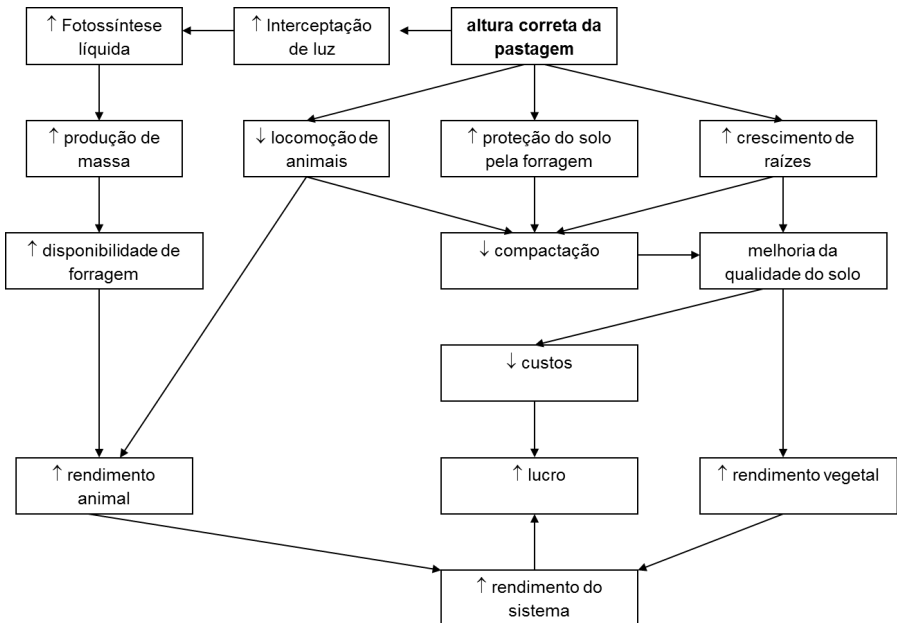 ↑ Fotossíntese
líquida
↑ Interceptação
de luz
altura correta da
pastagem
↑ produção de
massa
↓ locomoção de
animais
↑ proteção do solo
pela forragem
↑ crescimento de
raízes
↑ disponibilidade de
forragem
↓ compactação
melhoria da
qualidade do solo
↓ custos
↑ rendimento
animal
↑ lucro
↑ rendimento vegetal
↑ rendimento do
sistema